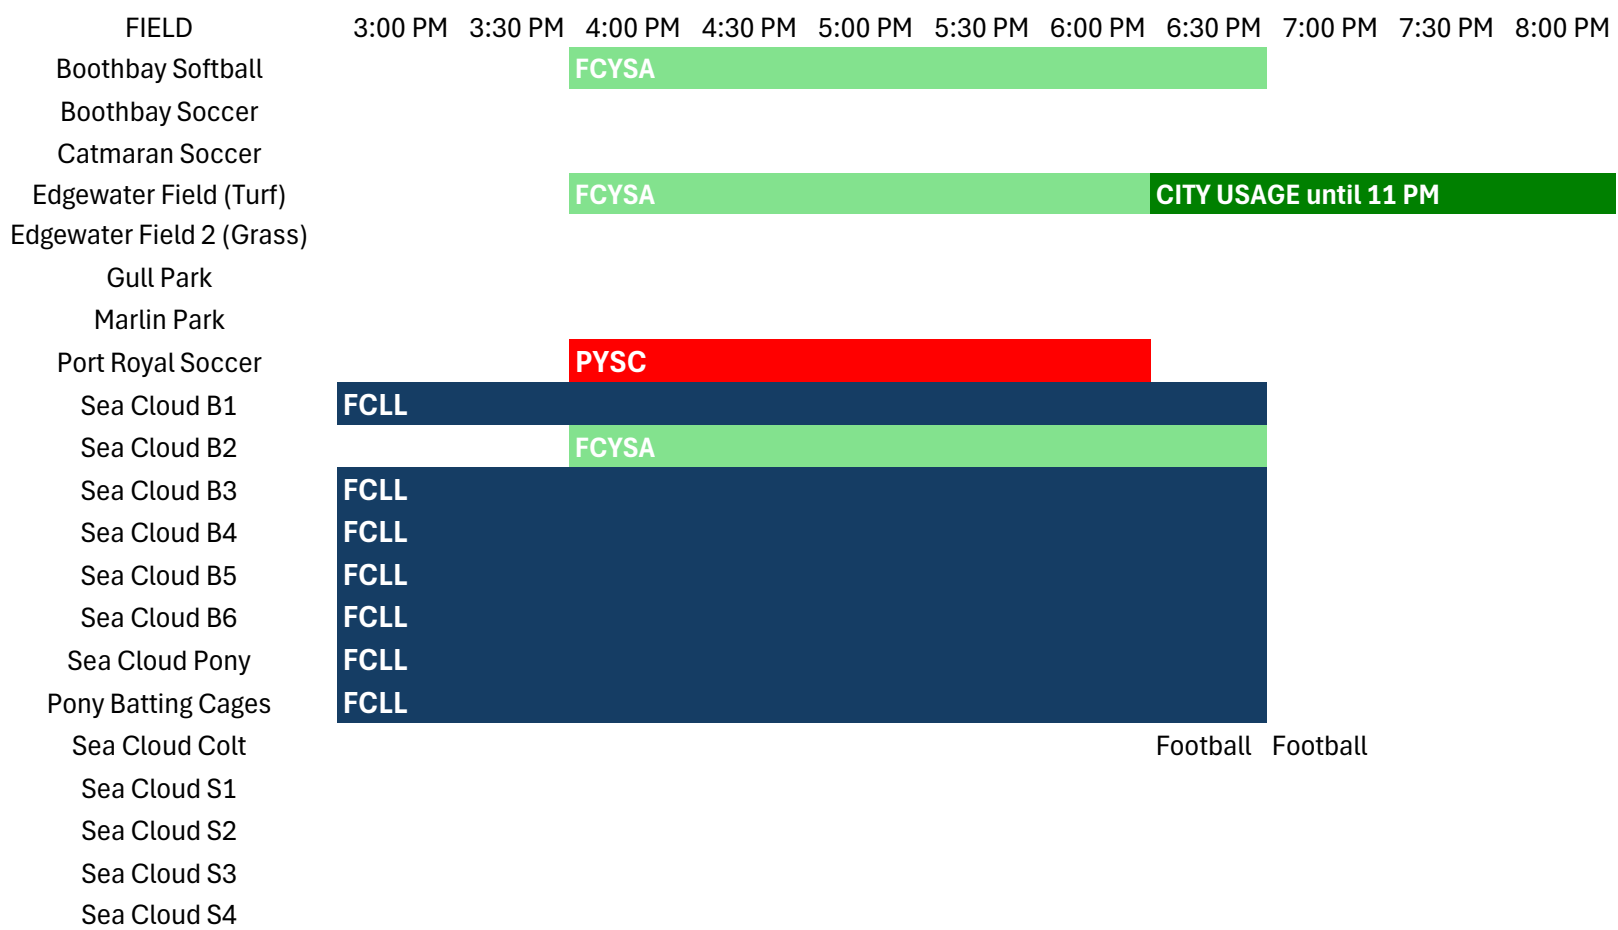 FIELD 3:00 PM 3:30 PM 4:00 PM 4:30 PM 5:00 PM 5:30 PM 6:00 PM 6:30 PM 7:00 PM 7:30 PM 8:00 PM
Boothbay Softball FCYSA
Boothbay Soccer
Catmaran Soccer
Edgewater Field (Turf) FCYSA CITY USAGE until 11 PM
Edgewater Field 2 (Grass)
Gull Park
Marlin Park
Port Royal Soccer PYSC
Sea Cloud B1 FCLL
Sea Cloud B2 FCYSA
Sea Cloud B3 FCLL
Sea Cloud B4 FCLL
Sea Cloud B5 FCLL
Sea Cloud B6 FCLL
Sea Cloud Pony FCLL
Pony Batting Cages FCLL
Sea Cloud Colt Football Football
Sea Cloud S1
Sea Cloud S2
Sea Cloud S3
Sea Cloud S4